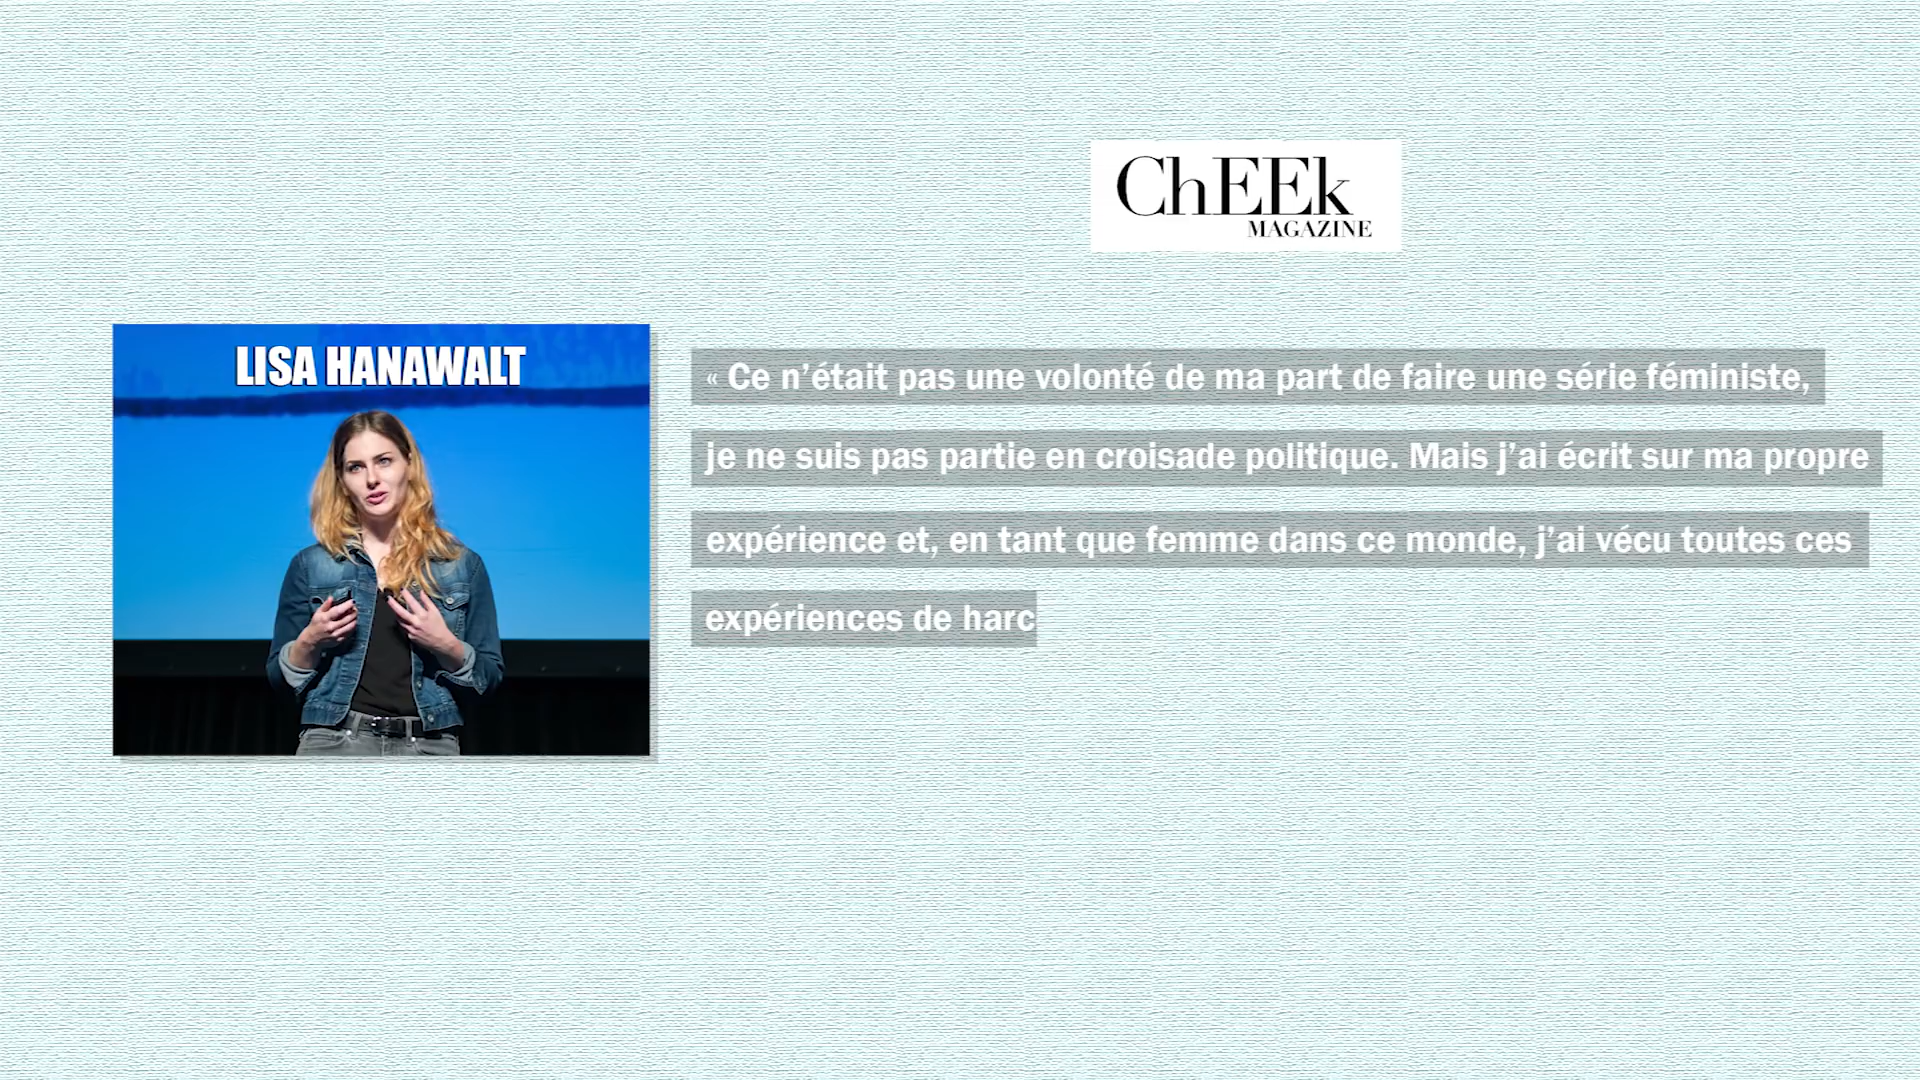 ChEEk
MAGAZINE
LISA HANAWALT
« Ce n’était pas une volonté de ma part de faire une série féministe,
je ne suis pas partie en croisade politique. Mais j’ai écrit sur ma propre
expérience et, en tant que femme dans ce monde, j’ai vécu toutes ces
expériences de harc